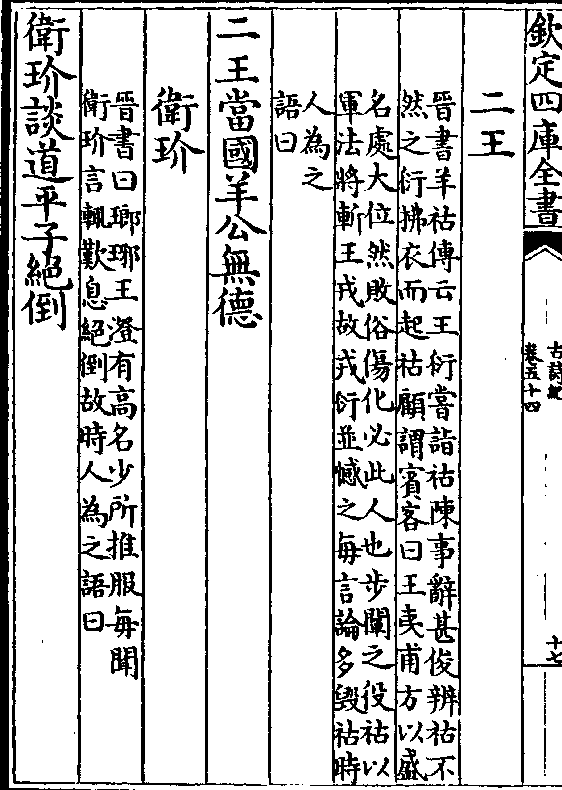 欽定四庫全書
古詩紀
卷五十四
十七
二王
晉書羊祜傳云王衍嘗詣祜陳事辭甚俊辨祜不
然之衍拂衣而起祜顧謂賓客曰王夷甫方以盛
名處大位然敗俗傷化必此人也步闡之役祜以
軍法將斬王戎故戎衍並憾之每言論多毀祜時
人為之
語曰
二王當國羊公無德
衛玠
晉書曰瑯琊王澄有高名少所推服每聞
衛玠言輒歎息絕倒故時人為之語曰
衛玠談道平子絕倒